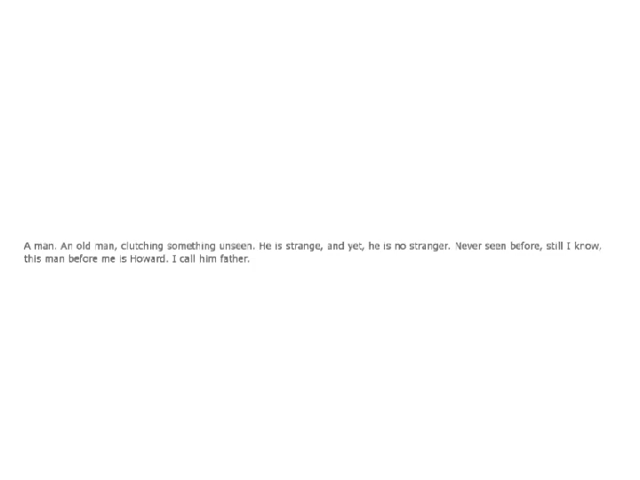 A man. An old man, clutching something unseen. He is strange, and yet, he is no stranger. Never seen before, still I know,
this man before me is Howard. I call him father.